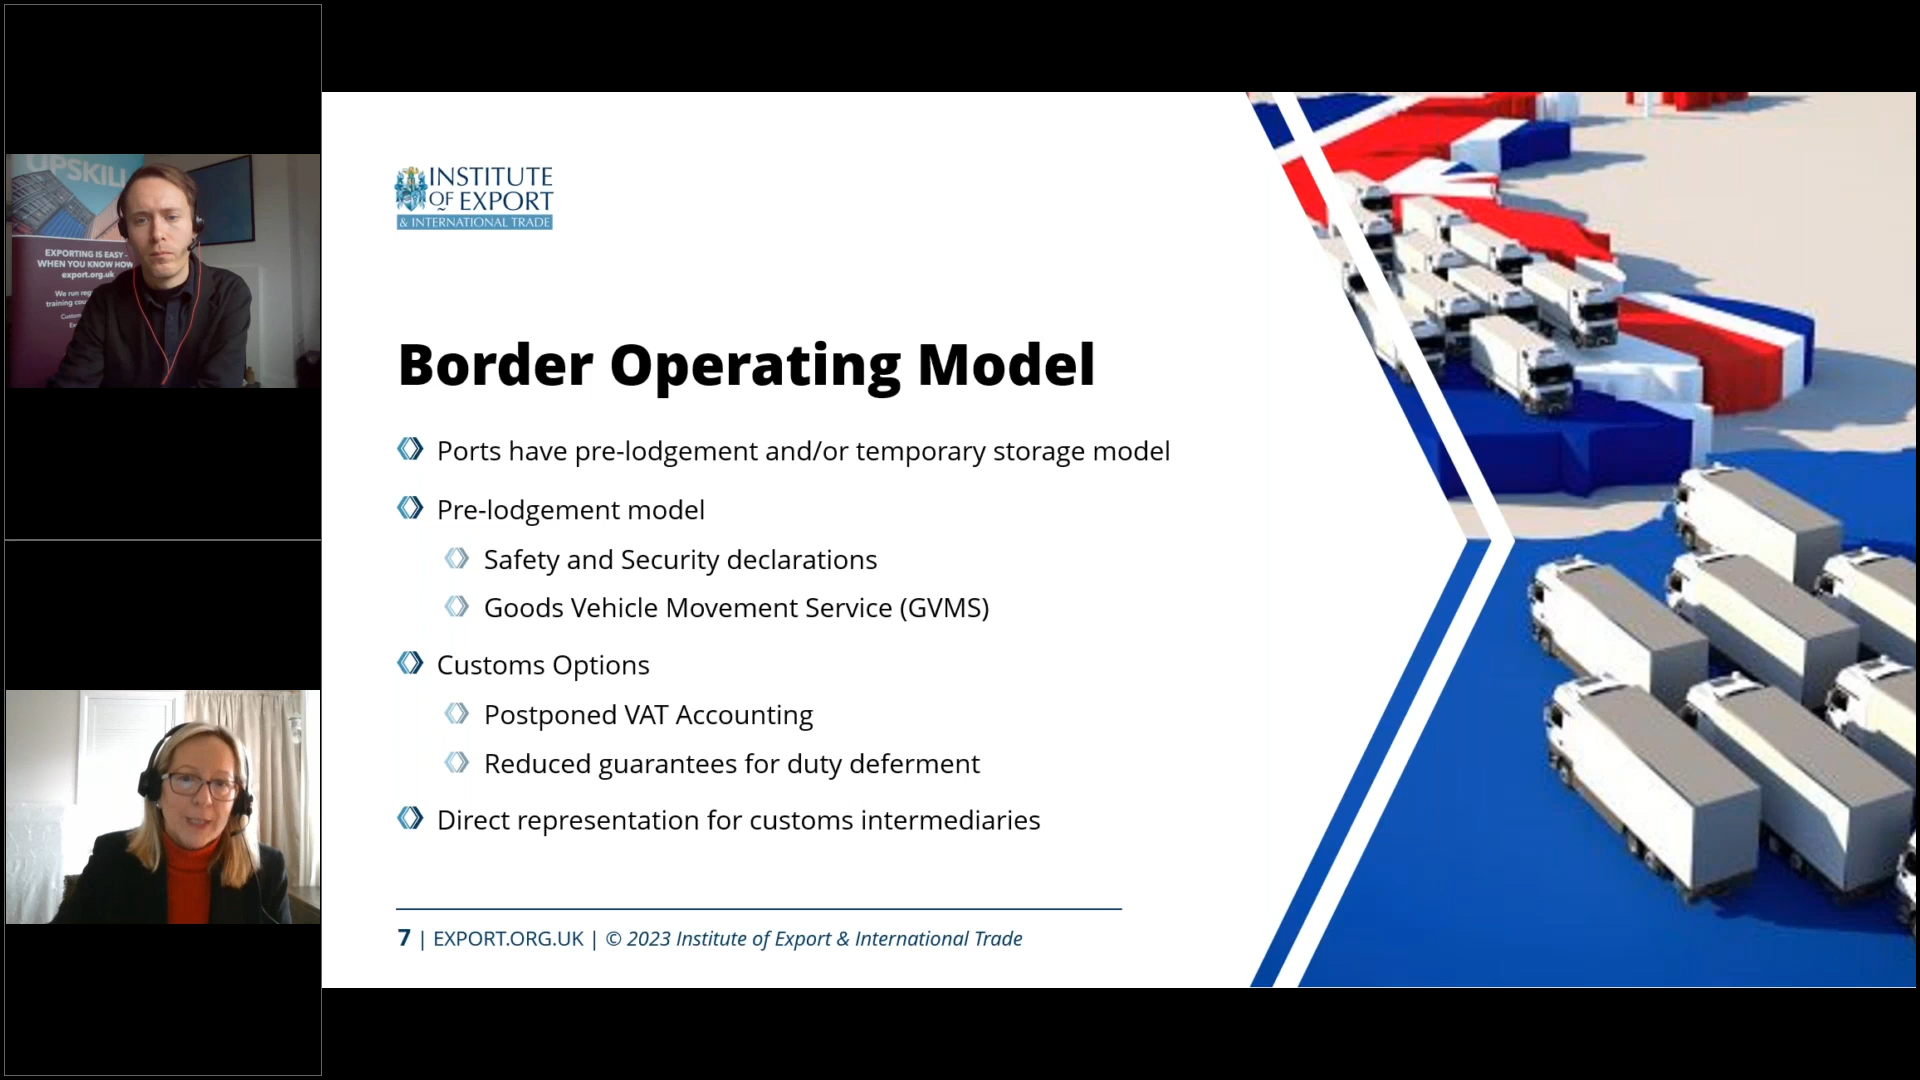 UPSKILL
EXPORTING IS EASY -
WHEN YOU KNOW HOW
export.org.uk
We run reg
training cou
INSTITUTE
OF EXPORT
& INTERNATIONAL TRADE
Border Operating Model
Ports have pre-lodgement and/or temporary storage model
Pre-lodgement model
Safety and Security declarations
Goods Vehicle Movement Service (GVMS)
Customs Options
Postponed VAT Accounting
Reduced guarantees for duty deferment
Direct representation for customs intermediaries
7 | EXPORT.ORG.UK | © 2023 Institute of Export & International Trade